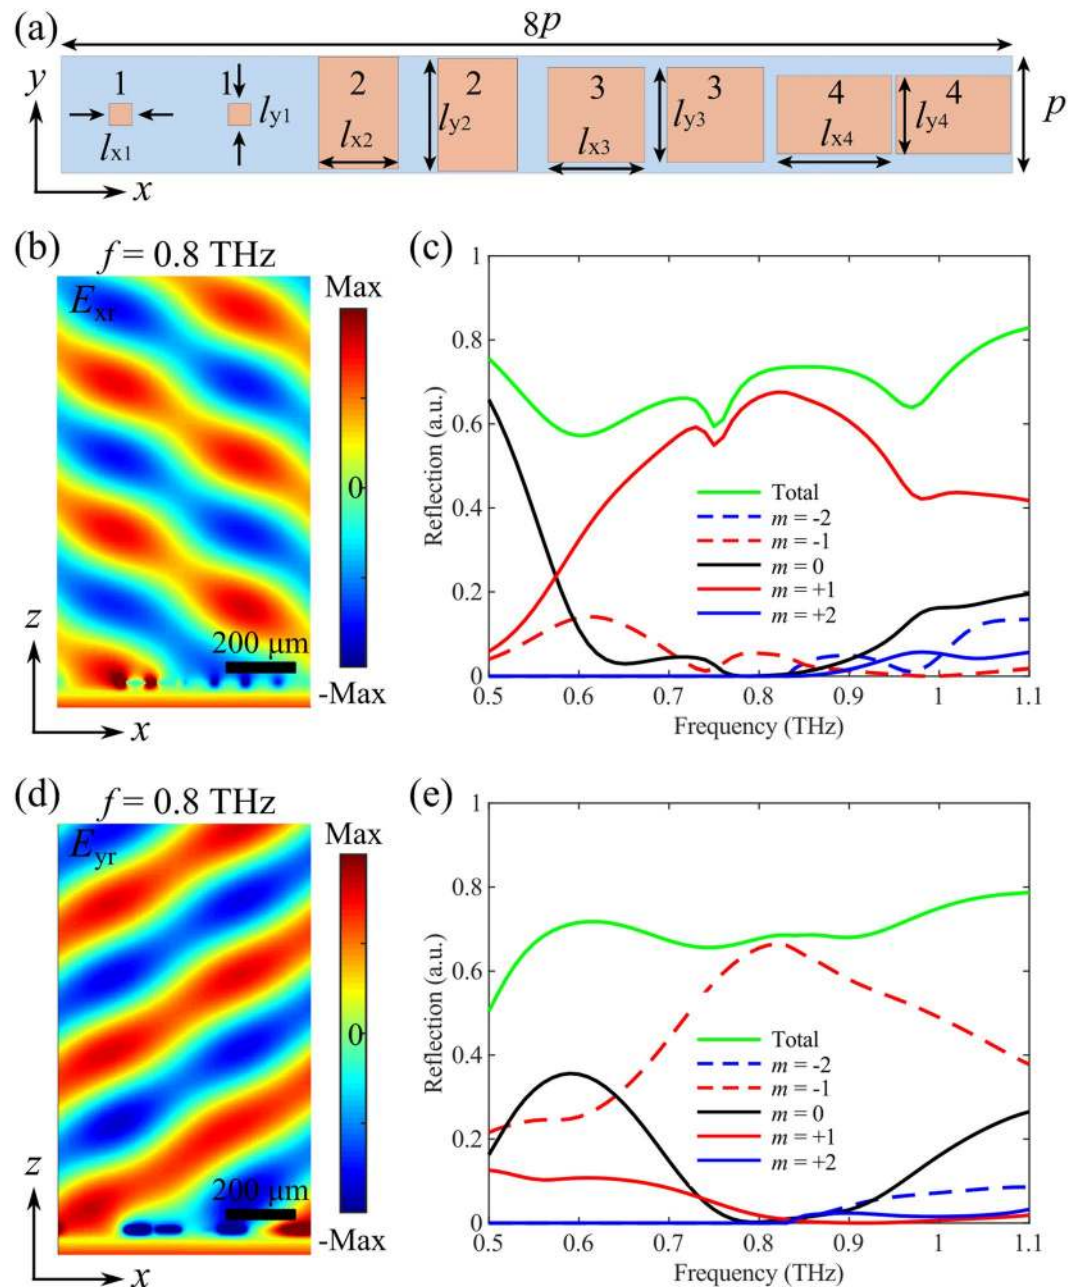 (a)
8p
y
x
1
1
2
2
3
3
4
4
lx1
ly1
lx2
ly2
lx3
ly3
lx4
ly4
p
(b)
f = 0.8 THz
Exr
Max
0
-Max
200 μm
z
x
(c)
Reflection (a.u.)
1
0.8
0.6
0.4
0.2
0
Total
m = -2
m = -1
m = 0
m = +1
m = +2
0.5 0.6 0.7 0.8 0.9 1 1.1
Frequency (THz)
(d)
f = 0.8 THz
Eyr
Max
0
-Max
200 μm
z
x
(e)
Reflection (a.u.)
1
0.8
0.6
0.4
0.2
0
Total
m = -2
m = -1
m = 0
m = +1
m = +2
0.5 0.6 0.7 0.8 0.9 1 1.1
Frequency (THz)